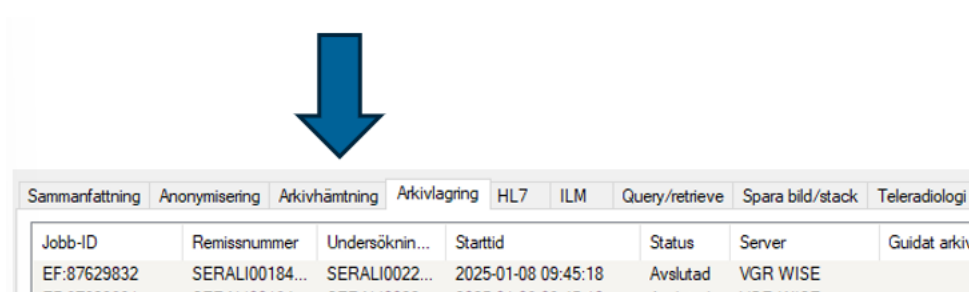 Sammanfattning Anonymisering Arkivhämtning Arkivlagring HL7 ILM Query/retrieve Spara bild/stack Teleradiologi
Jobb-ID Remissnummer Undersöknin... Starttid Status Server Guidat arkiv
EF:87629832 SERALI00184... SERALI0022... 2025-01-08 09:45:18 Avslutad VGR WISE